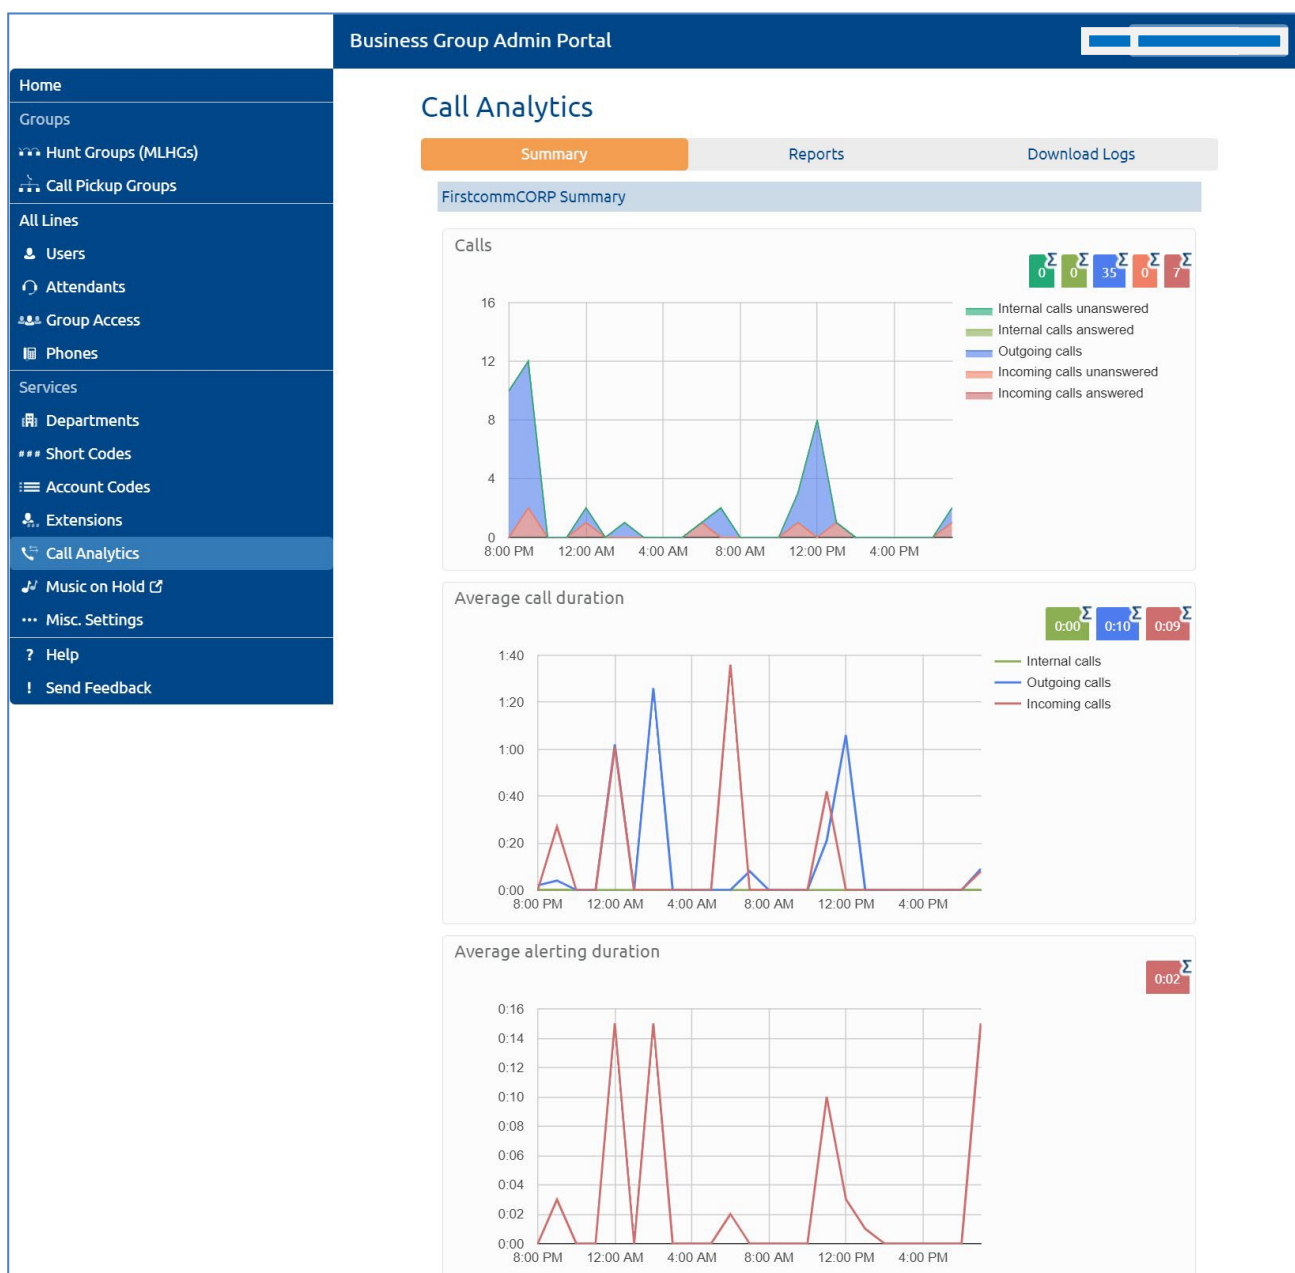 Business Group Admin Portal
Home
Groups
Hunt Groups (MLHGs)
Call Pickup Groups
All Lines
Users
Attendants
Group Access
Phones
Services
Departments
### Short Codes
Account Codes
Extensions
Call Analytics
Music on Hold
Misc. Settings
? Help
! Send Feedback
Call Analytics
Summary Reports Download Logs
FirstcommCORP Summary
Calls
0 Σ 0 Σ 35 Σ 0 Σ 7 Σ
16
12
8
4
0
8:00 PM 12:00 AM 4:00 AM 8:00 AM 12:00 PM 4:00 PM
Internal calls unanswered
Internal calls answered
Outgoing calls
Incoming calls unanswered
Incoming calls answered
Average call duration
0:00 Σ 0:10 Σ 0:09 Σ
1:40
1:20
1:00
0:40
0:20
0:00
8:00 PM 12:00 AM 4:00 AM 8:00 AM 12:00 PM 4:00 PM
Internal calls
Outgoing calls
Incoming calls
Average alerting duration
0:02 Σ
0:16
0:14
0:12
0:10
0:08
0:06
0:04
0:02
0:00
8:00 PM 12:00 AM 4:00 AM 8:00 AM 12:00 PM 4:00 PM